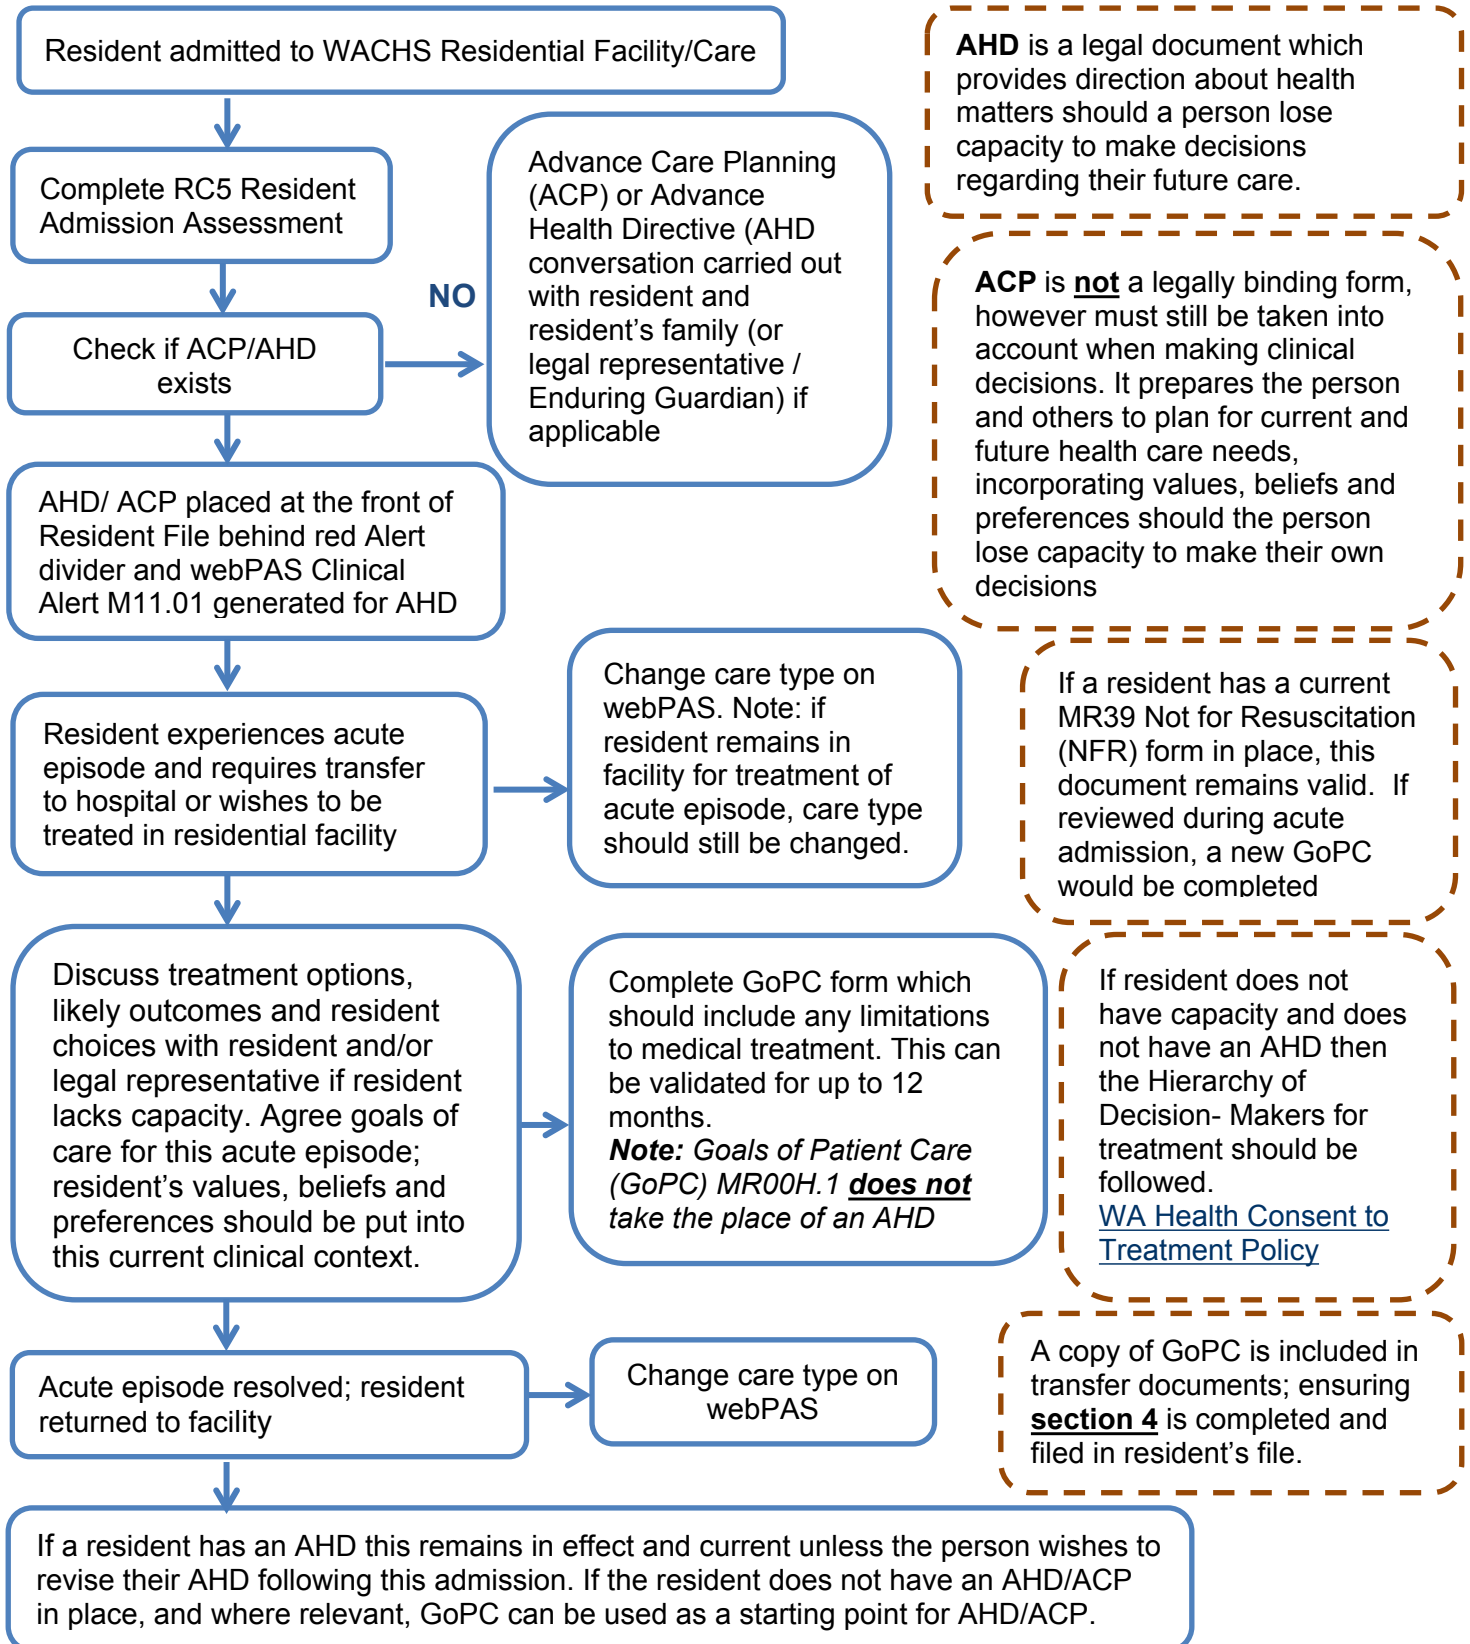 Resident admitted to WACHS Residential Facility/Care
Complete RC5 Resident
Admission Assessment
Check if ACP/AHD
exists
NO
Advance Care Planning
(ACP) or Advance
Health Directive (AHD
conversation carried out
with resident and
resident’s family (or
legal representative /
Enduring Guardian) if
applicable
AHD/ ACP placed at the front of
Resident File behind red Alert
divider and webPAS Clinical
Alert M11.01 generated for AHD
Resident experiences acute
episode and requires transfer
to hospital or wishes to be
treated in residential facility
Change care type on
webPAS. Note: if
resident remains in
facility for treatment of
acute episode, care type
should still be changed.
Discuss treatment options,
likely outcomes and resident
choices with resident and/or
legal representative if resident
lacks capacity. Agree goals of
care for this acute episode;
resident’s values, beliefs and
preferences should be put into
this current clinical context.
Complete GoPC form which
should include any limitations
to medical treatment. This can
be validated for up to 12
months.
Note: Goals of Patient Care
(GoPC) MR00H.1 does not
take the place of an AHD
Acute episode resolved; resident
returned to facility
Change care type on
webPAS
If a resident has an AHD this remains in effect and current unless the person wishes to
revise their AHD following this admission. If the resident does not have an AHD/ACP
in place, and where relevant, GoPC can be used as a starting point for AHD/ACP.
AHD is a legal document which
provides direction about health
matters should a person lose
capacity to make decisions
regarding their future care.
ACP is not a legally binding form,
however must still be taken into
account when making clinical
decisions. It prepares the person
and others to plan for current and
future health care needs,
incorporating values, beliefs and
preferences should the person
lose capacity to make their own
decisions
If a resident has a current
MR39 Not for Resuscitation
(NFR) form in place, this
document remains valid.  If
reviewed during acute
admission, a new GoPC
would be completed
If resident does not
have capacity and does
not have an AHD then
the Hierarchy of
Decision- Makers for
treatment should be
followed.
WA Health Consent to
Treatment Policy
A copy of GoPC is included in
transfer documents; ensuring
section 4 is completed and
filed in resident’s file.